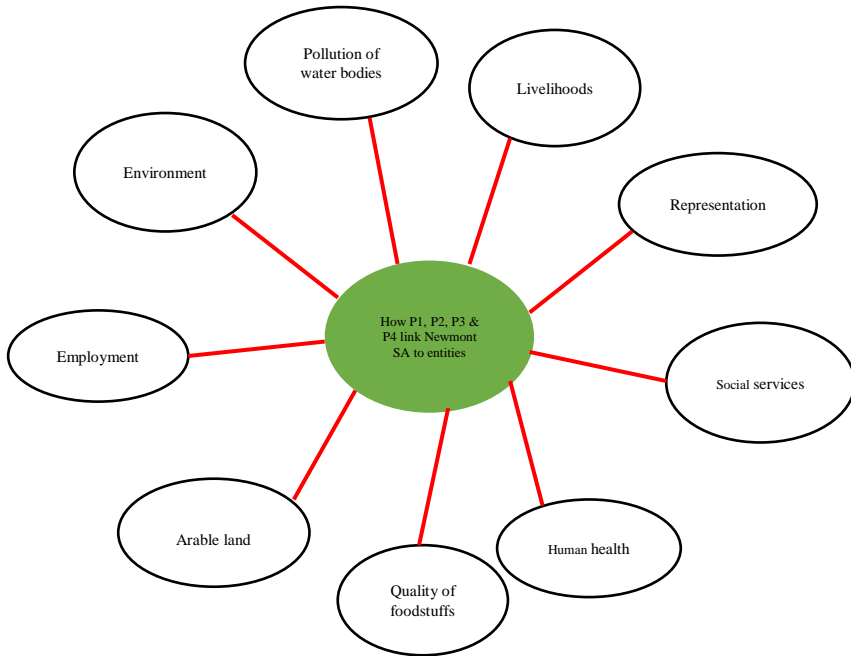 Pollution of
water bodies
Livelihoods
Environment
Representation
How P1, P2, P3 &
P4 link Newmont
SA to entities
Employment
Social services
Arable land
Human health
Quality of
foodstuffs